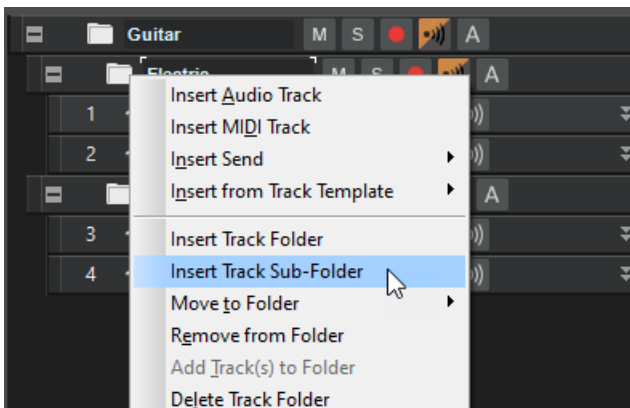 Guitar M S A
Electric M S A
Insert Audio Track
1
Insert MIDI Track
2
Insert Send
Insert from Track Template
A
3
Insert Track Folder
4
Insert Track Sub-Folder
Move to Folder
Remove from Folder
Add Track(s) to Folder
Delete Track Folder